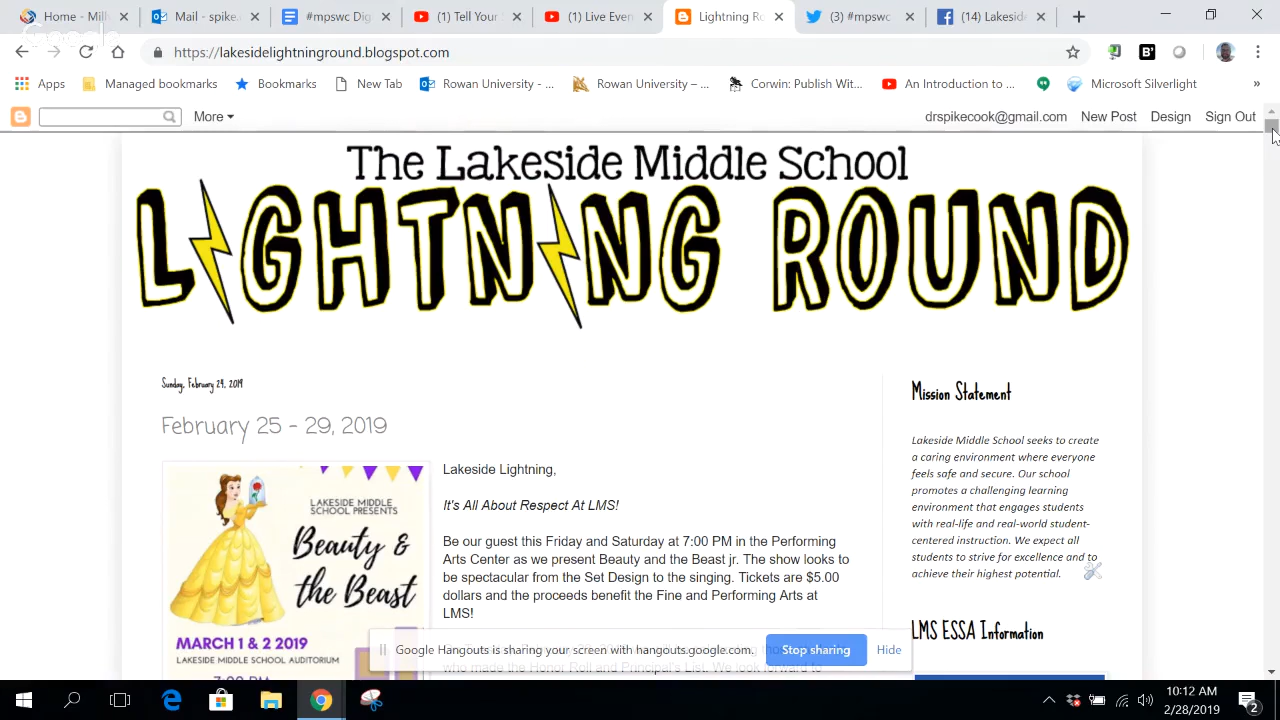 Home - Mill
Mail - spike
#mpswc Dig
(1) Tell Your
(1) Live Even
Lightning Ro
(3) #mpswc
(14) Lakeside
Google
https://lakesidelightninground.blogspot.com
Apps
Managed bookmarks
Bookmarks
New Tab
Rowan University - ...
Rowan University – ...
Corwin: Publish Wit...
An Introduction to ...
Microsoft Silverlight
»
More
drspikecook@gmail.com
New Post
Design
Sign Out
The Lakeside Middle School
LIGHTNING ROUND
Sunday, February 24, 2019
February 25 - 29, 2019
LAKESIDE MIDDLE
SCHOOL PRESENTS
Beauty &
the Beast
MARCH 1 & 2 2019
LAKESIDE MIDDLE SCHOOL AUDITORIUM
7:00 PM
Lakeside Lightning,
It's All About Respect At LMS!
Be our guest this Friday and Saturday at 7:00 PM in the Performing
Arts Center as we present Beauty and the Beast jr. The show looks to
be spectacular from the Set Design to the singing. Tickets are $5.00
dollars and the proceeds benefit the Fine and Performing Arts at
LMS!
who made the Honor Roll and Principal's List. We look forward to
Mission Statement
Lakeside Middle School seeks to create
a caring environment where everyone
feels safe and secure. Our school
promotes a challenging learning
environment that engages students
with real-life and real-world student-
centered instruction. We expect all
students to strive for excellence and to
achieve their highest potential.
LMS ESSA Information
Google Hangouts is sharing your screen with hangouts.google.com.
Stop sharing
Hide
10:12 AM
2/28/2019
2